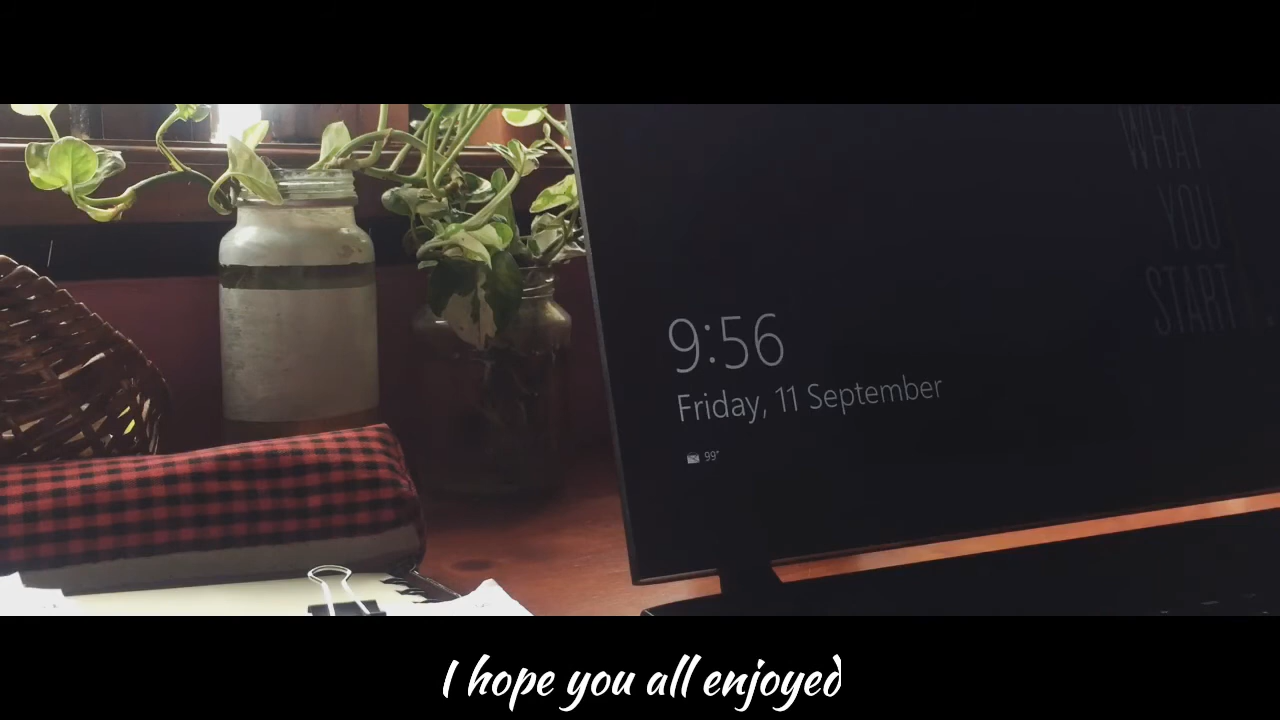 WHAT
YOU
START
9:56
Friday, 11 September
99°
I hope you all enjoyed